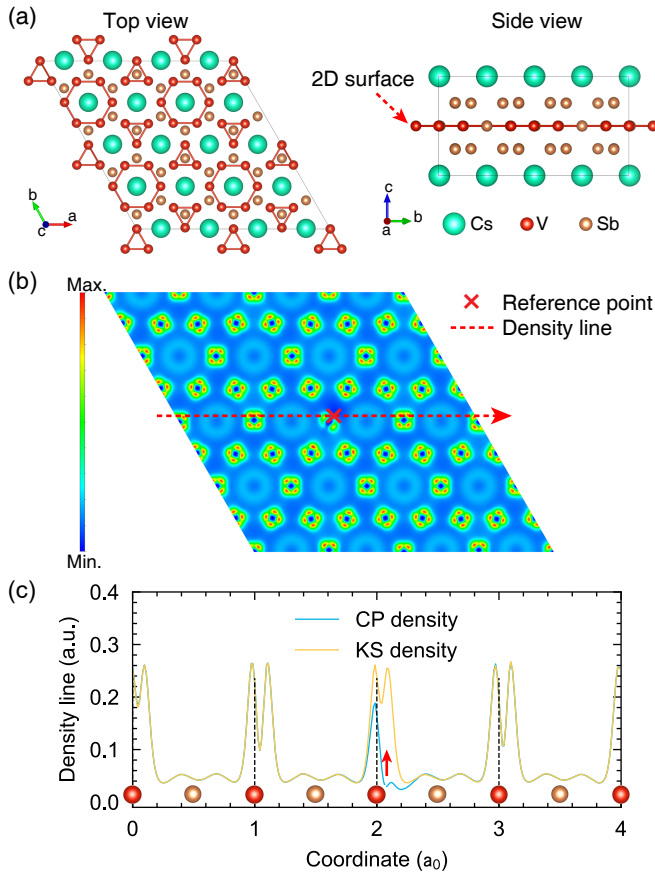 (a)
Top view
Side view
2D surface
b
a
c
c
a
b
Cs
V
Sb
(b)
Max.
Min.
Reference point
Density line
(c)
CP density
KS density
Density line (a.u.)
0.4
0.3
0.2
0.1
0.0
0 1 2 3 4
Coordinate (a₀)